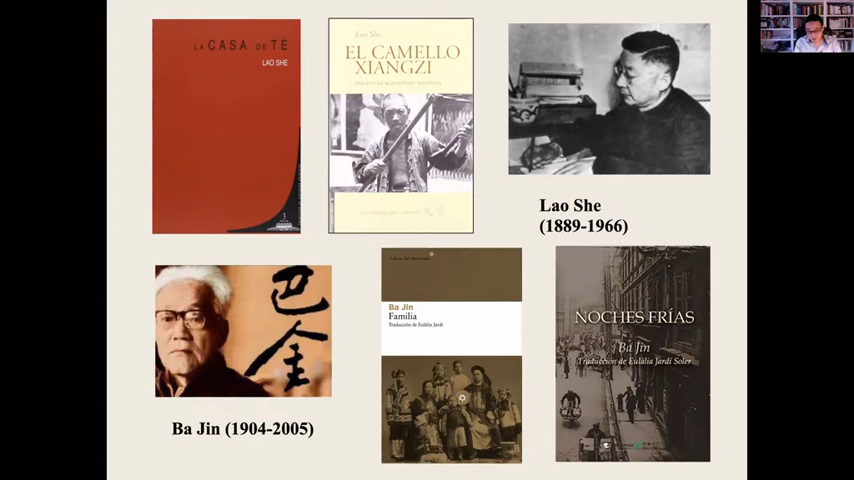 LA CASA DE TÉ
LAO SHE
Lao She
EL CAMELLO
XIANGZI
Lao She
(1889-1966)
巴金
Ba Jin (1904-2005)
Ba Jin
Familia
Traducción de Eulàlia Jardí
NOCHES FRÍAS
Ba Jin
Traducción de Eulàlia Jardí Soler